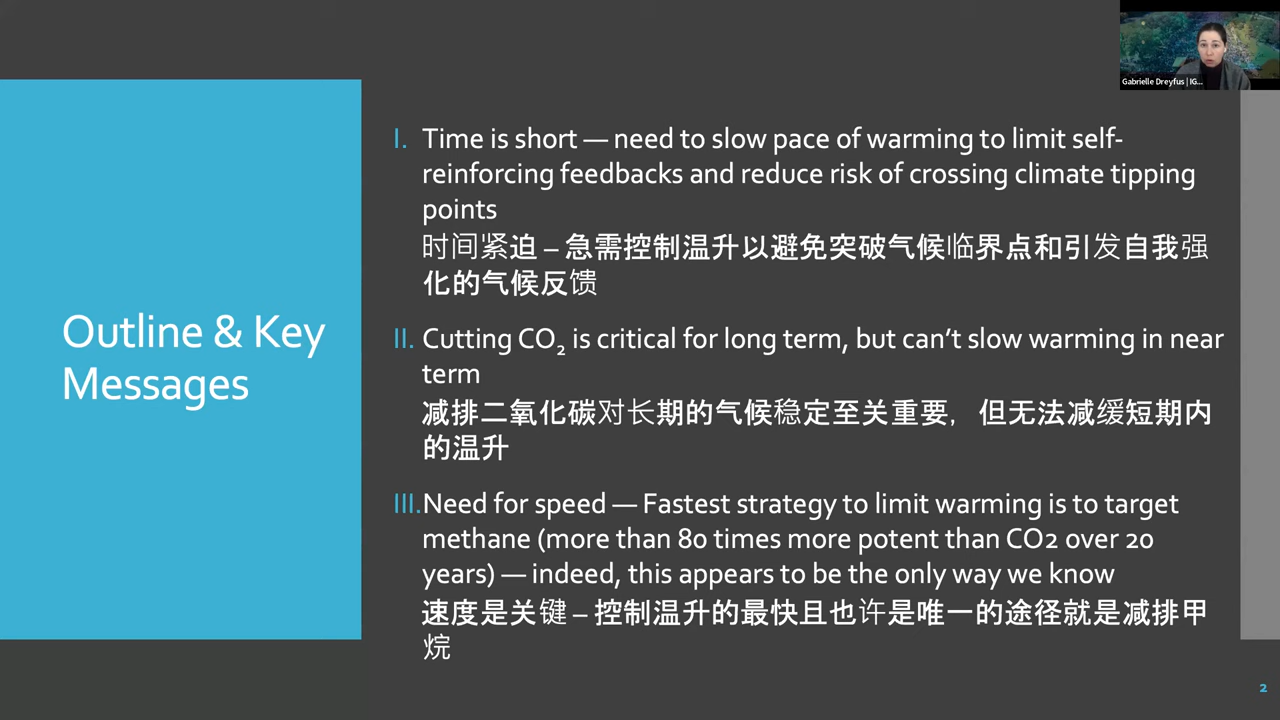 Gabrielle Dreyfus | IG...
Outline & Key
Messages
I. Time is short — need to slow pace of warming to limit self-
reinforcing feedbacks and reduce risk of crossing climate tipping
points
时间紧迫 – 急需控制温升以避免突破气候临界点和引发自我强
化的气候反馈
II. Cutting CO₂ is critical for long term, but can’t slow warming in near
term
减排二氧化碳对长期的气候稳定至关重要，但无法减缓短期内
的温升
III. Need for speed — Fastest strategy to limit warming is to target
methane (more than 80 times more potent than CO2 over 20
years) — indeed, this appears to be the only way we know
速度是关键 – 控制温升的最快且也许是唯一的途径就是减排甲
烷
2